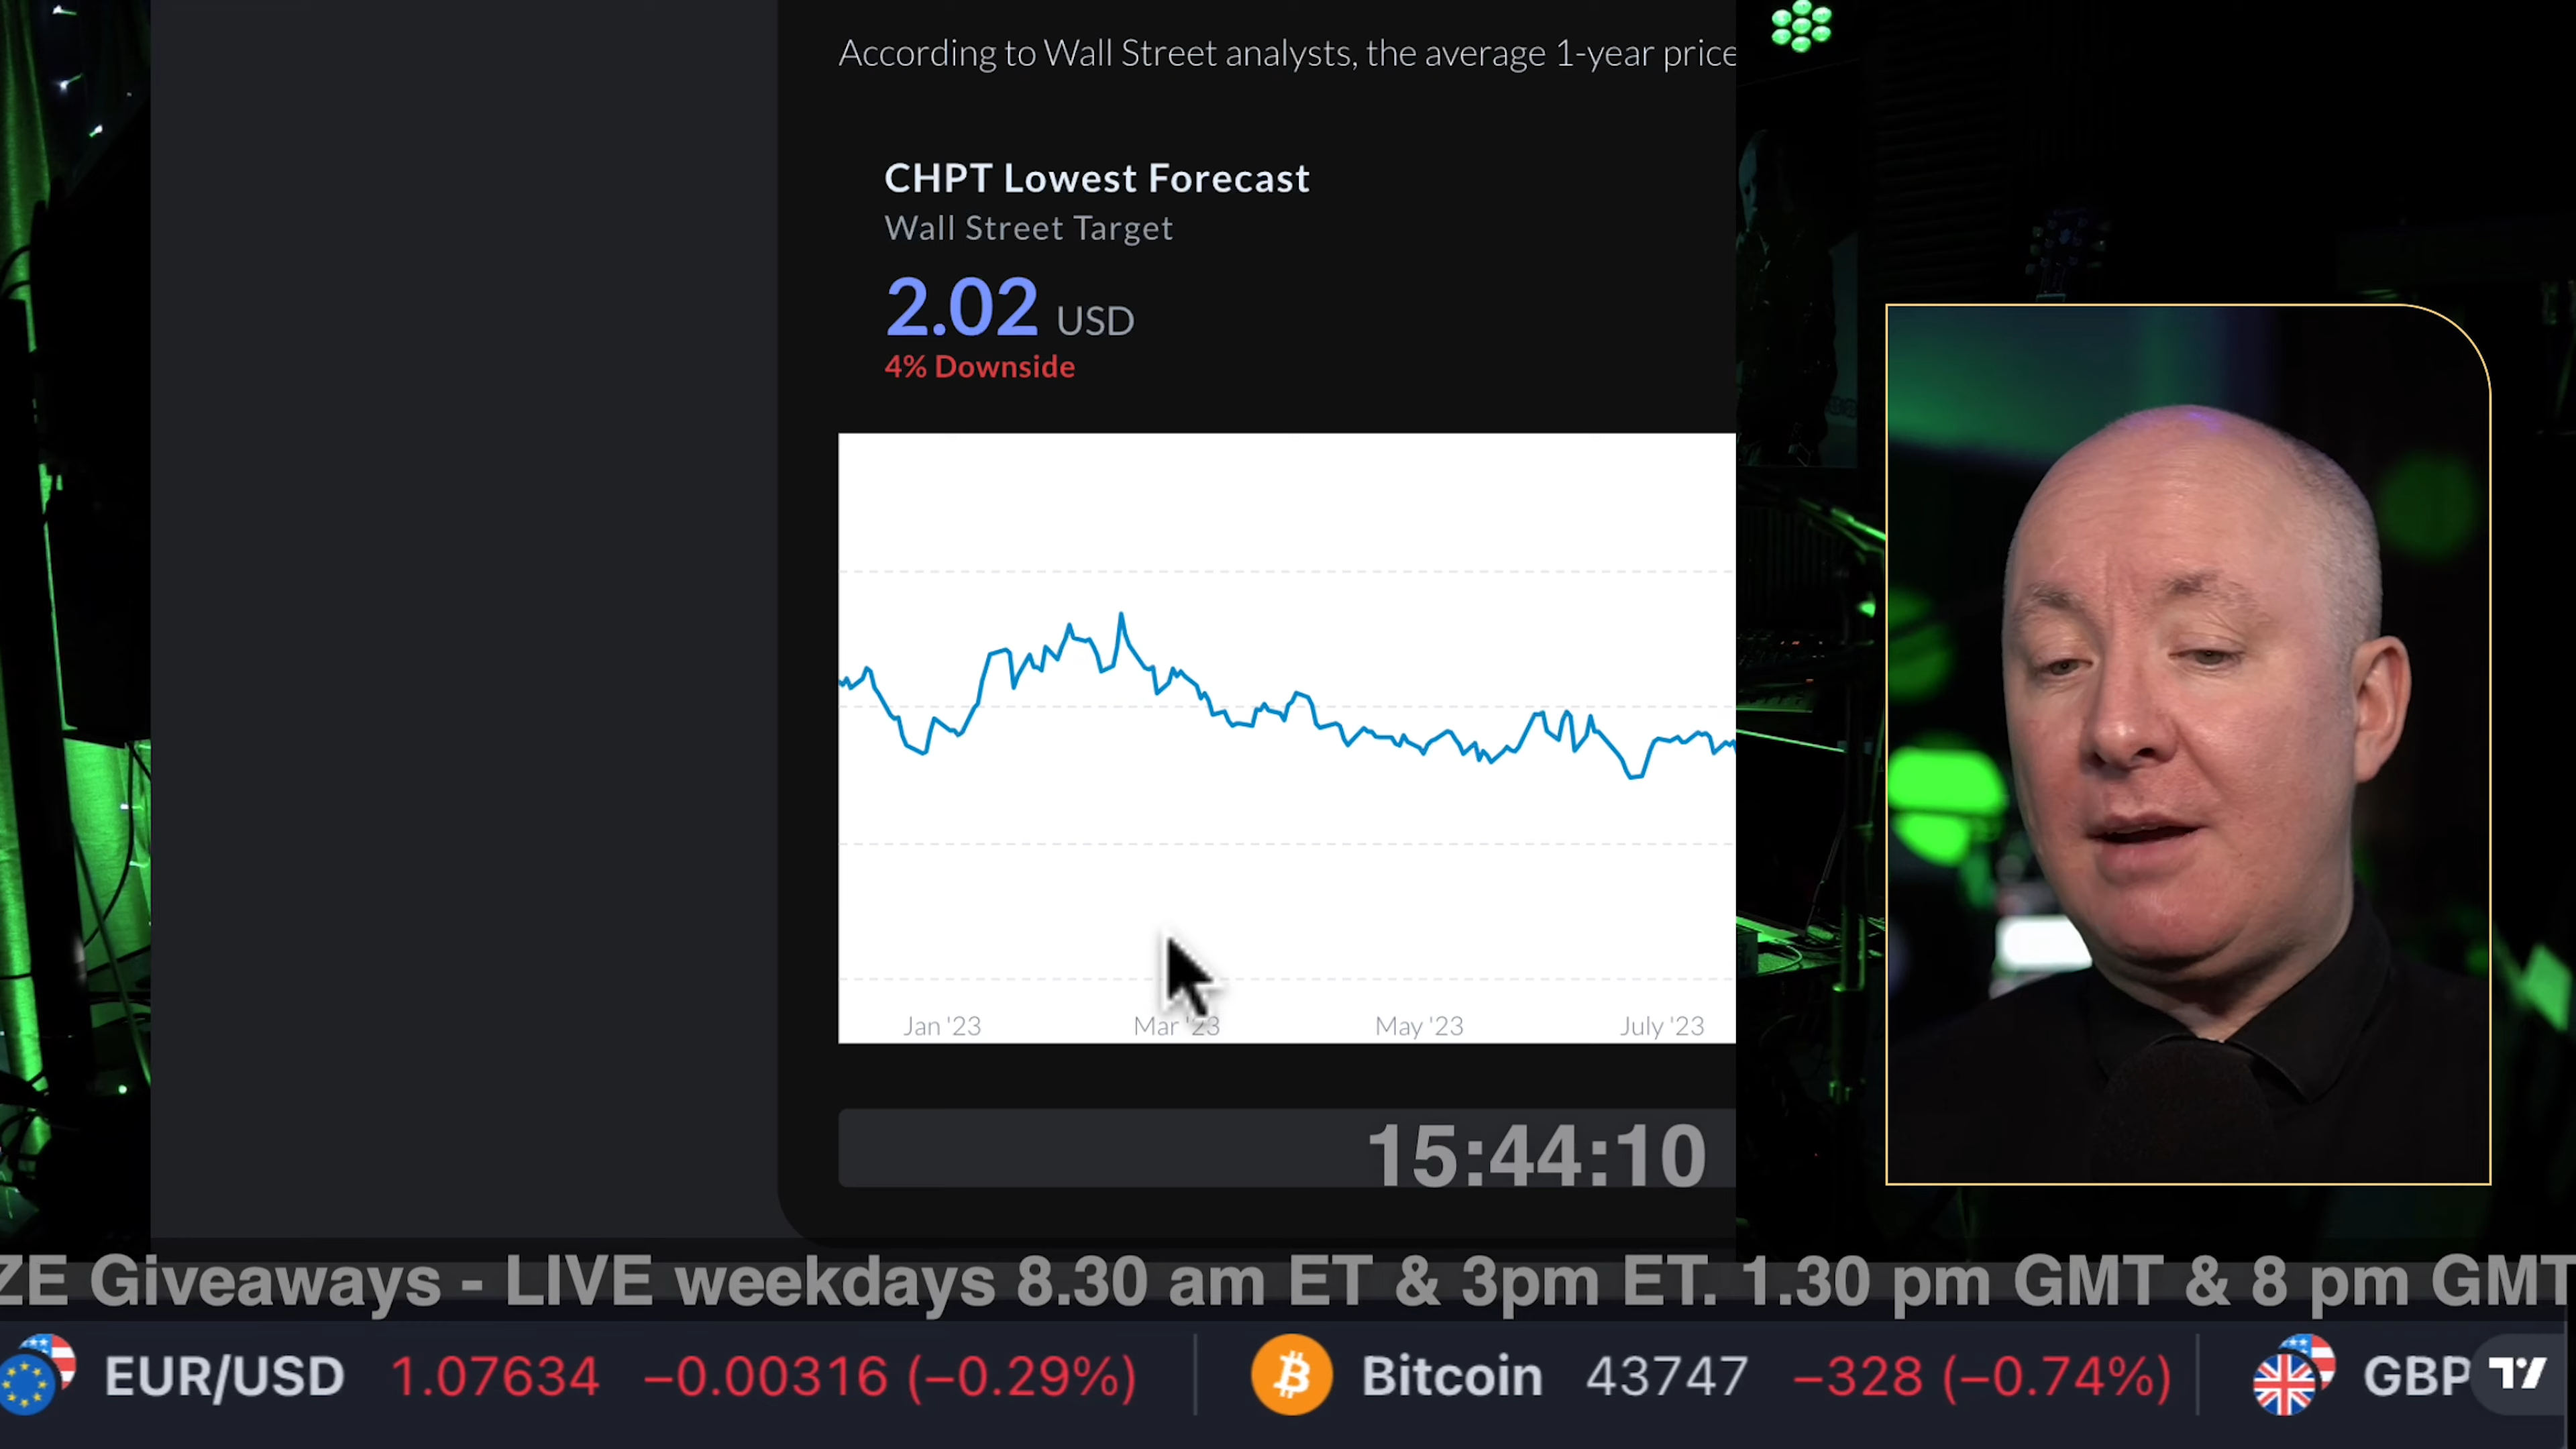 According to Wall Street analysts, the average 1-year price
CHPT Lowest Forecast
Wall Street Target
2.02 USD
4% Downside
Jan '23 Mar '23 May '23 July '23
15:44:10
ZE Giveaways - LIVE weekdays 8.30 am ET & 3pm ET. 1.30 pm GMT & 8 pm GMT
EUR/USD 1.07634 −0.00316 (−0.29%) Bitcoin 43747 −328 (−0.74%) GBP